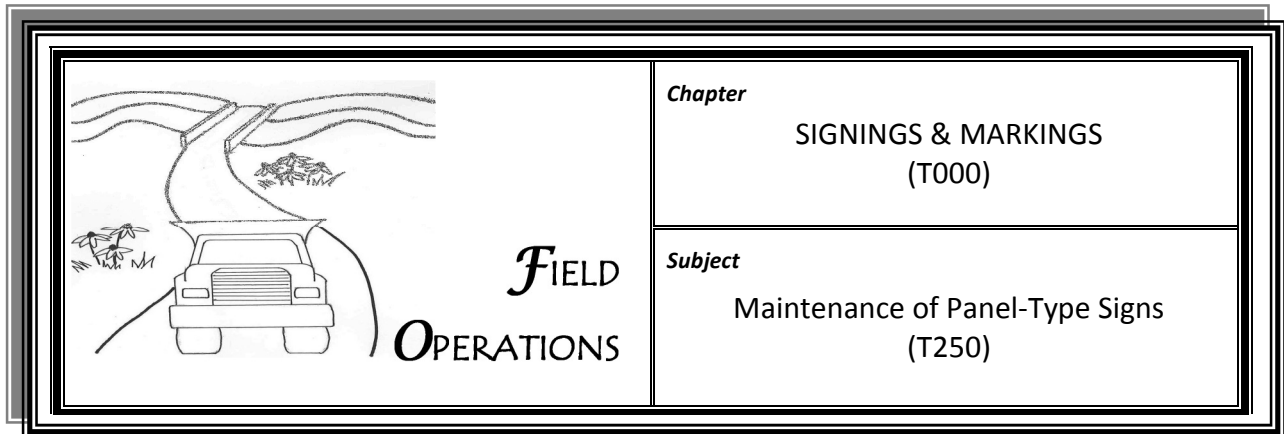 FIELD
OPERATIONS
Chapter
SIGNINGS & MARKINGS
(T000)
Subject
Maintenance of Panel-Type Signs
(T250)